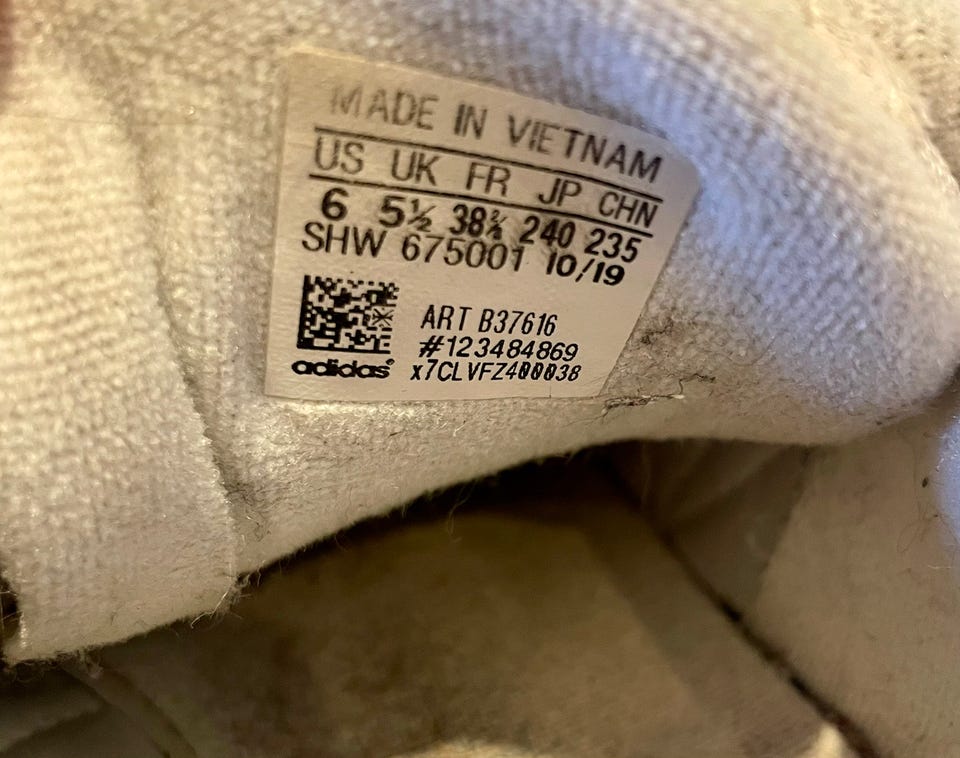 MADE IN VIETNAM
US UK FR JP CHN
6 5½ 38⅔ 240 235
SHW 675001 10/19
ART B37616
#123484869
adidas x7CLVFZ400038